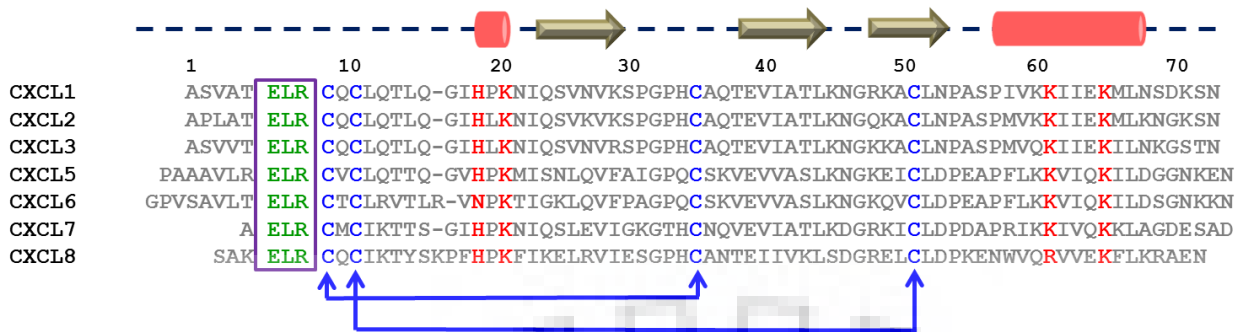 1 10 20 30 40 50 60 70
CXCL1 ASVAT ELR CQCLQTLQ-GIHPKNIQSVNVKSPGPHCAQTEVIATLKNGRKACLNPASPIVKKIIEKMLNSDKSN
CXCL2 APLAT ELR CQCLQTLQ-GIHLKNIQSVKVKSPGPHCAQTEVIATLKNGQKACLNPASPMVKKIIEKMLKNGKSN
CXCL3 ASVVT ELR CQCLQTLQ-GIHLKNIQSVNVRSPGPHCAQTEVIATLKNGKKACLNPASPMVQKIIEKILNKGSTN
CXCL5 PAAAVLR ELR CVCLQTTQ-GVHPKMISNLQVFAIGPQCSKVEVVASLKNGKEICLDPEAPFLKKVIQKILDGGNKEN
CXCL6 GPVSAVLT ELR CTCLRVTLR-VNPKTIGKLQVFPAGPQCSKVEVVASLKNGKQVCLDPEAPFLKKVIQKILDSGNKKN
CXCL7 A ELR CMCIKTTS-GIHPKNIQSLEVIGKGTHCNQVEVIATLKDGRKICLDPDAPRIKKIVQKKLAGDESAD
CXCL8 SAK ELR CQCIKTYSKPFHPKFIKELRVIESGPHCANTEIIVKLSDGRELCLDPKENWVQRVVEKFLKRAEN